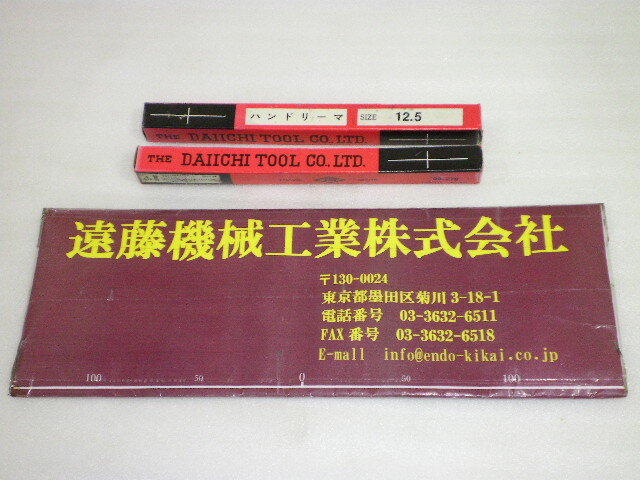 ハンドリーマ SIZE 12.5
THE DAIICHI TOOL CO., LTD.
THE DAIICHI TOOL CO., LTD.
遠藤機械工業株式会社
〒130-0024
東京都墨田区菊川 3-18-1
電話番号 03-3632-6511
FAX 番号 03-3632-6518
E-mall info@endo-kikai.co.jp
100 50 0 50 100